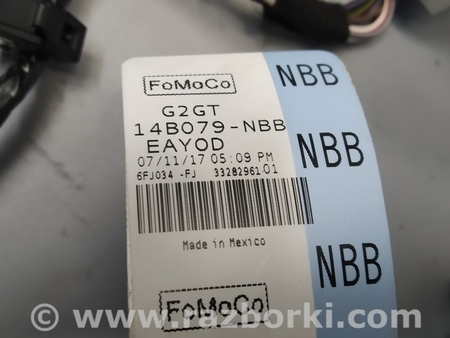 FoMoCo
G2GT
14B079-NBB
EAYOD
07/11/17 05:09 PM
6FJ034 -FJ 3328296101
Made in Mexico
FoMoCo
NBB
NBB
NBB
© www.razborki.com